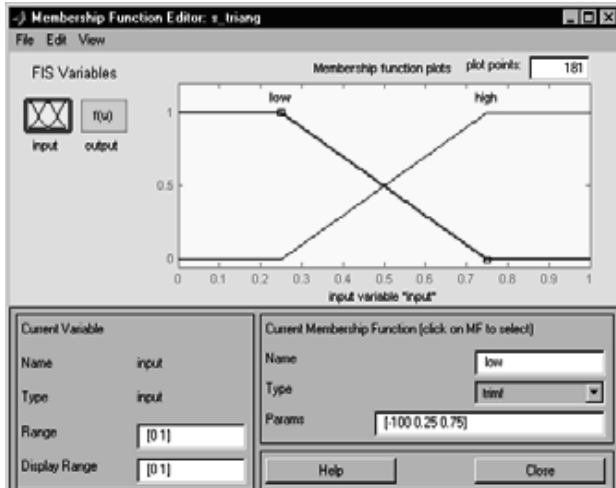 Membership Function Editor: s_triang
File Edit View
FIS Variables
Membership function plots plot points: 181
f(u)
input output
low high
1
0.5
0
0 0.1 0.2 0.3 0.4 0.5 0.6 0.7 0.8 0.9 1
input variable "input"
Current Variable
Name input
Type input
Range [0 1]
Display Range [0 1]
Current Membership Function (click on MF to select)
Name low
Type trimf
Params [-100 0.25 0.75]
Help Close